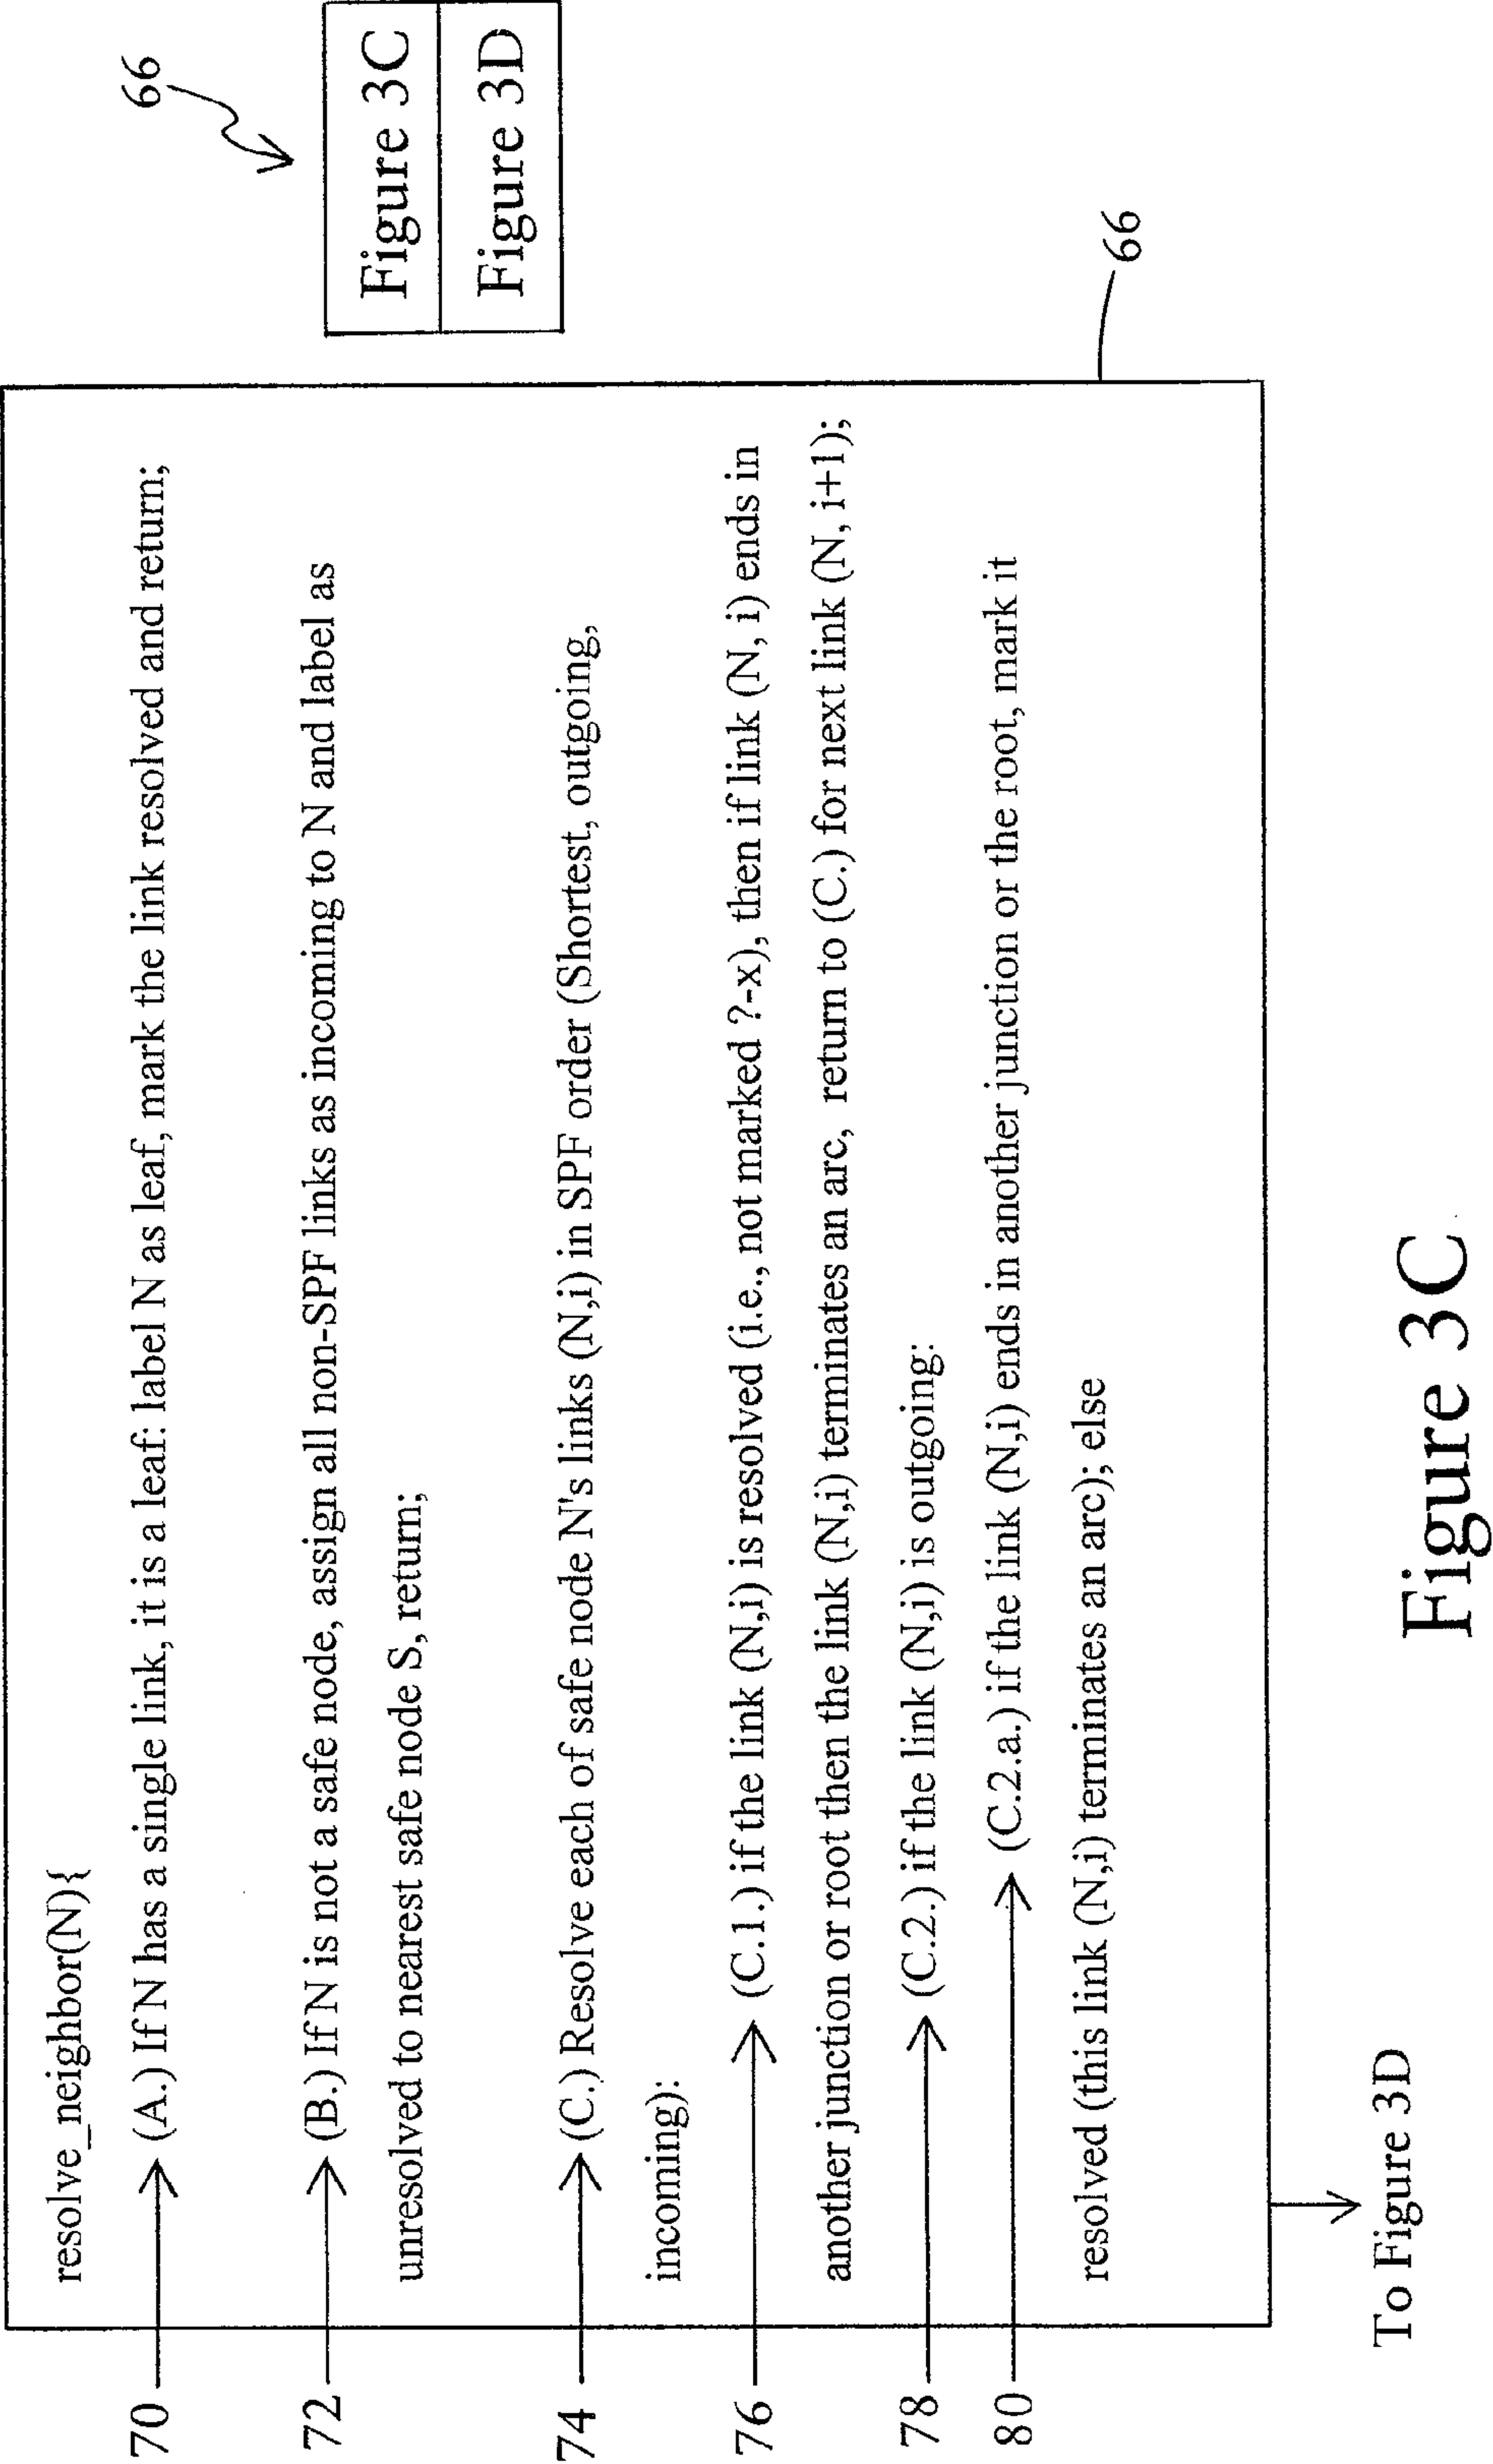 66
Figure 3C
Figure 3D
resolve_neighbor(N){
70
(A.) If N has a single link, it is a leaf: label N as leaf, mark the link resolved and return;
72
(B.) If N is not a safe node, assign all non-SPF links as incoming to N and label as
unresolved to nearest safe node S, return;
74
(C.) Resolve each of safe node N's links (N,i) in SPF order (Shortest, outgoing,
incoming):
76
(C.1.) if the link (N,i) is resolved (i.e., not marked ?-x), then if link (N, i) ends in
another junction or root then the link (N,i) terminates an arc, return to (C.) for next link (N, i+1);
78
(C.2.) if the link (N,i) is outgoing:
80
(C.2.a.) if the link (N,i) ends in another junction or the root, mark it
resolved (this link (N,i) terminates an arc); else
66
To Figure 3D
Figure 3C